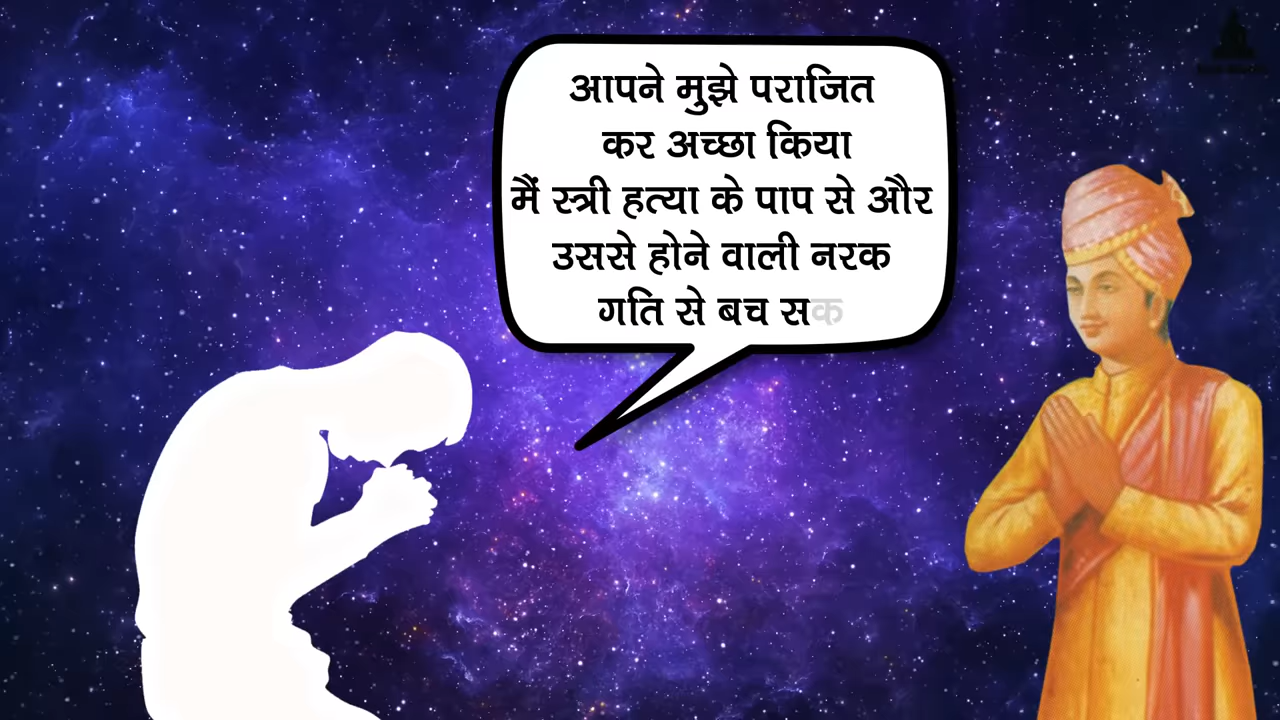 आपने मुझे पराजित
कर अच्छा किया
मैं स्त्री हत्या के पाप से और
उससे होने वाली नरक
गति से बच सक